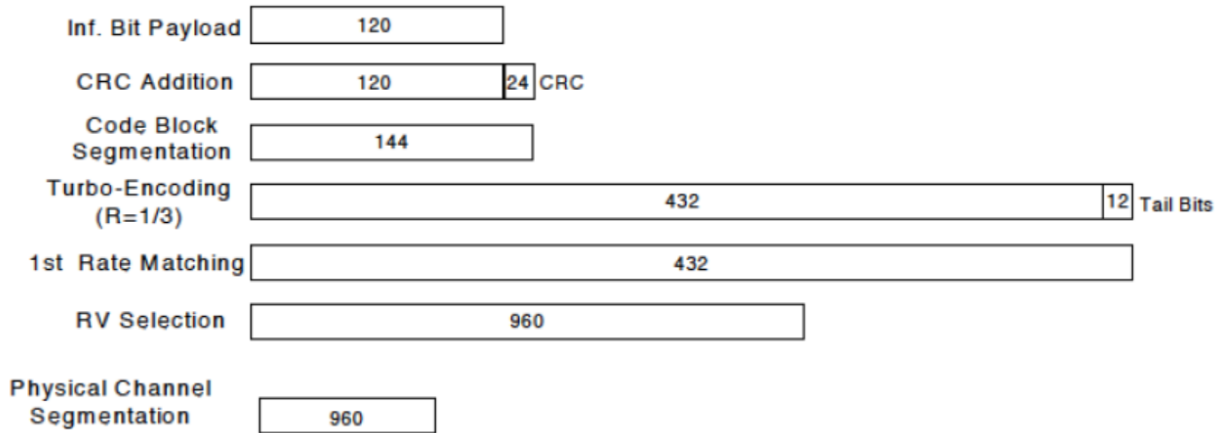 Inf. Bit Payload 120
CRC Addition 120 24 CRC
Code Block
Segmentation 144
Turbo-Encoding
(R=1/3) 432 12 Tail Bits
1st Rate Matching 432
RV Selection 960
Physical Channel
Segmentation 960